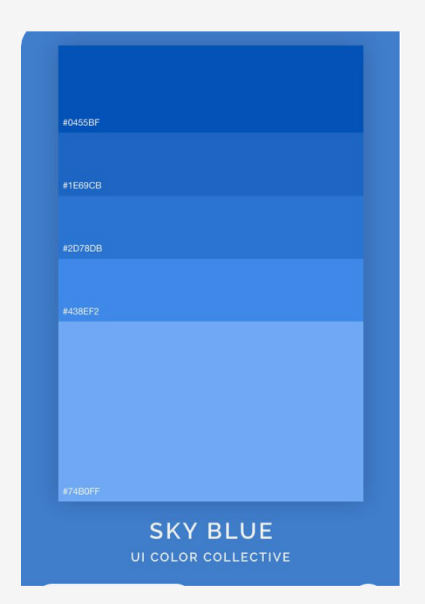 #0455BF
#1E69CB
#2D78DB
#438EF2
#74B0FF
SKY BLUE
UI COLOR COLLECTIVE